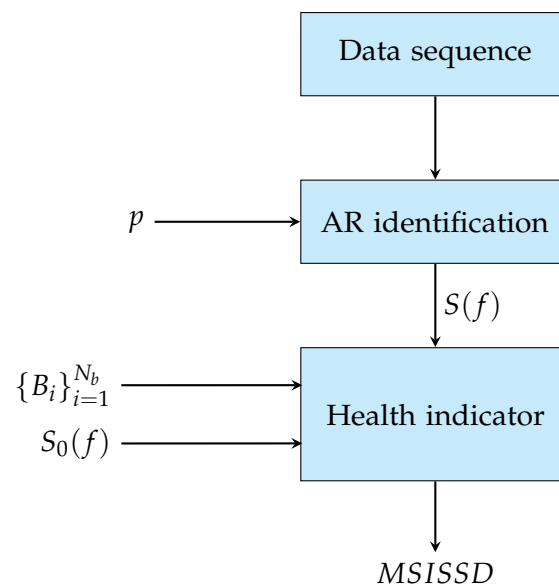 Data sequence
p
AR identification
S(f)
{B_i}_{i=1}^{N_b}
S_0(f)
Health indicator
MSISSD